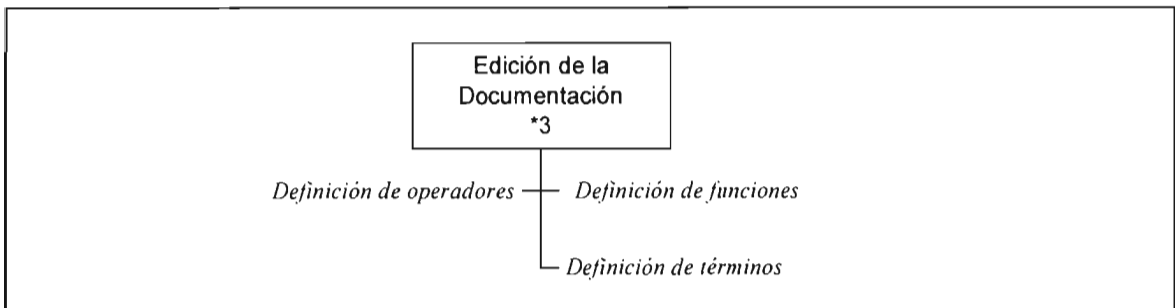 Edición de la
Documentación
*3
Definición de operadores
Definición de funciones
Definición de términos